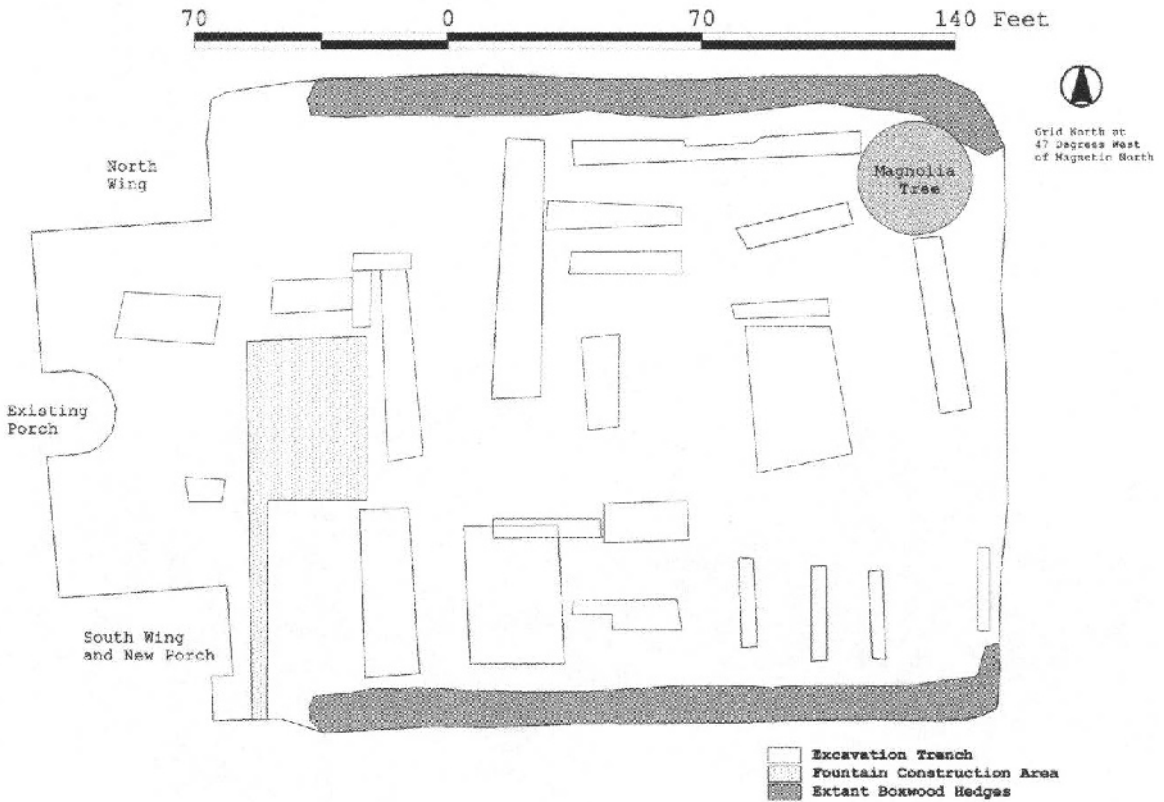 70 0 70 140 Feet
Grid North at
47 Degrees West
of Magnetic North
North
Wing
Magnolia
Tree
Existing
Porch
South Wing
and New Porch
Excavation Trench
Fountain Construction Area
Extant Boxwood Hedges